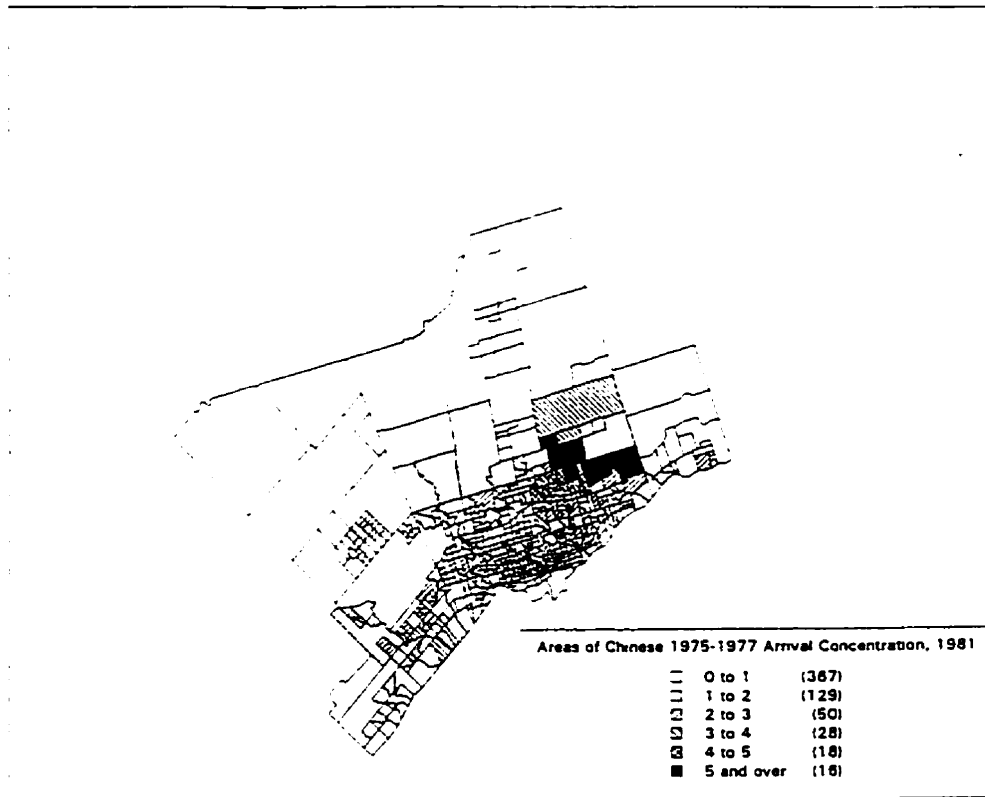 Areas of Chinese 1975-1977 Arrival Concentration, 1981
0 to 1 (367)
1 to 2 (129)
2 to 3 (50)
3 to 4 (28)
4 to 5 (18)
5 and over (16)